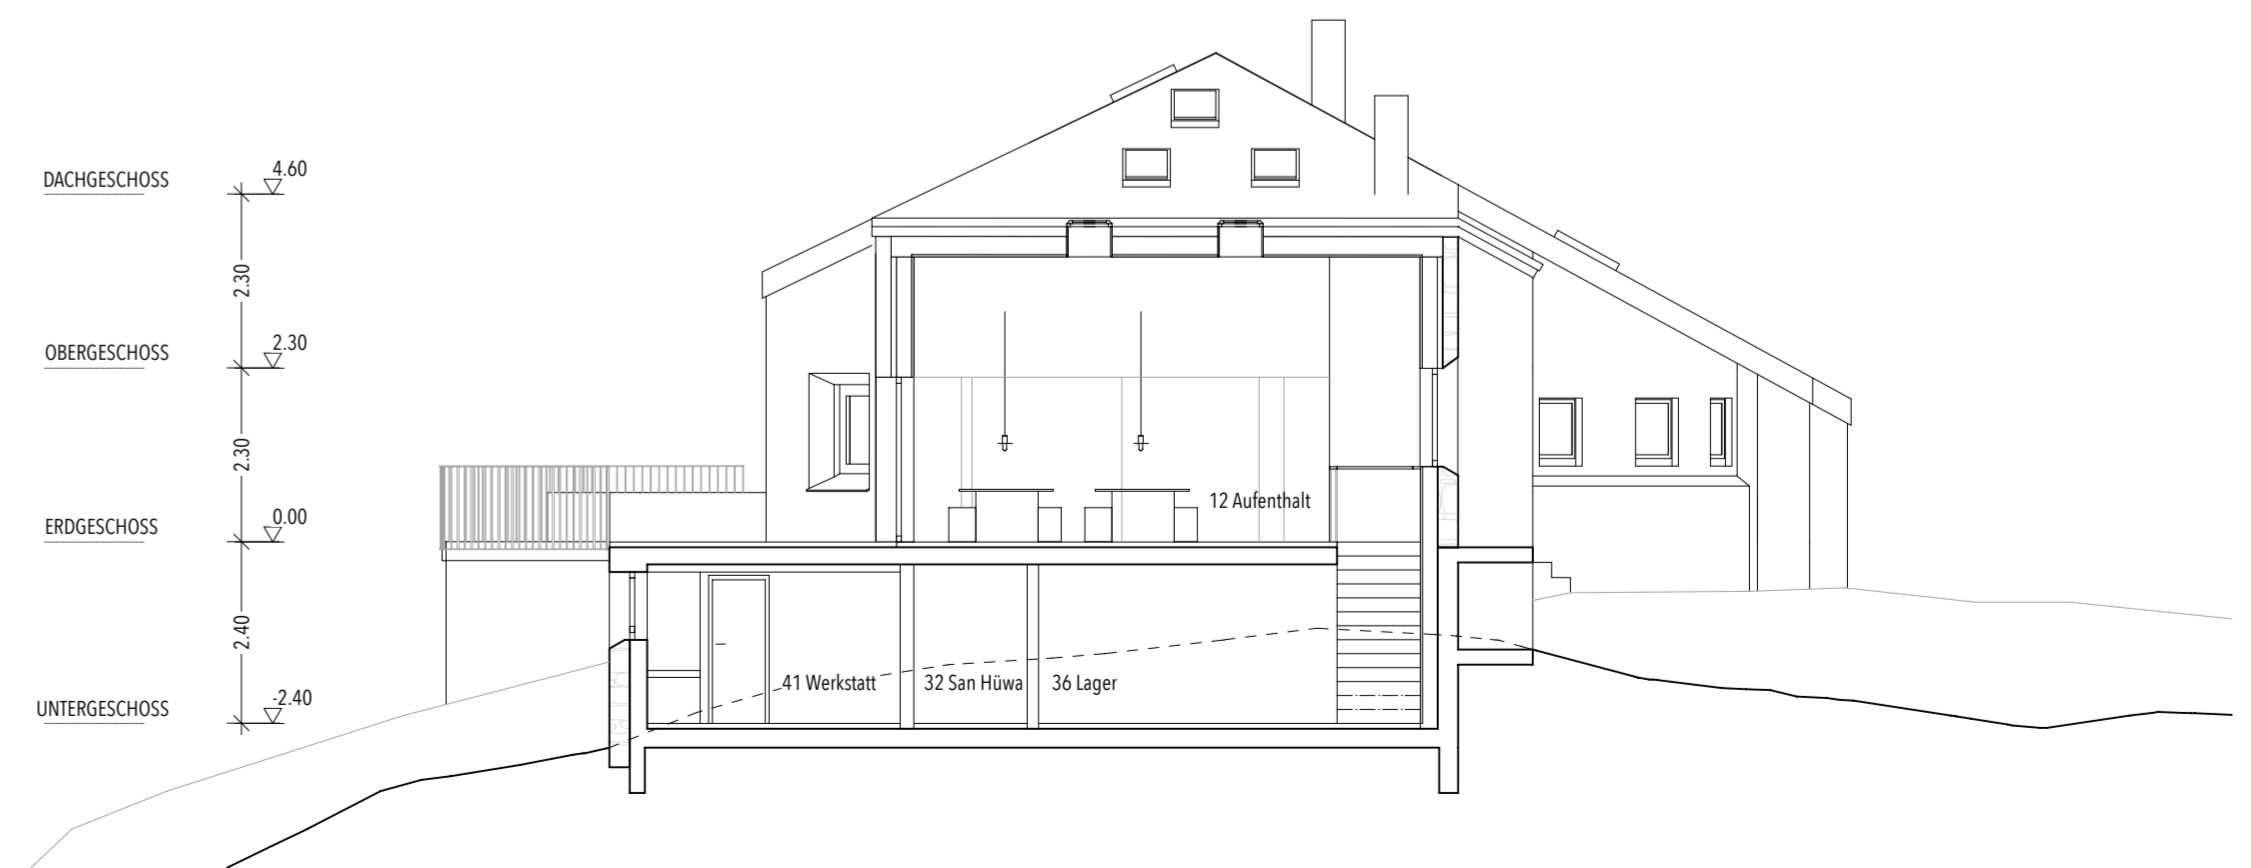 DACHGESCHOSS
4.60
2.30
OBERGESCHOSS
2.30
2.30
12 Aufenthalt
ERDGESCHOSS
0.00
2.40
41 Werkstatt
32 San Hüwa
36 Lager
UNTERGESCHOSS
-2.40